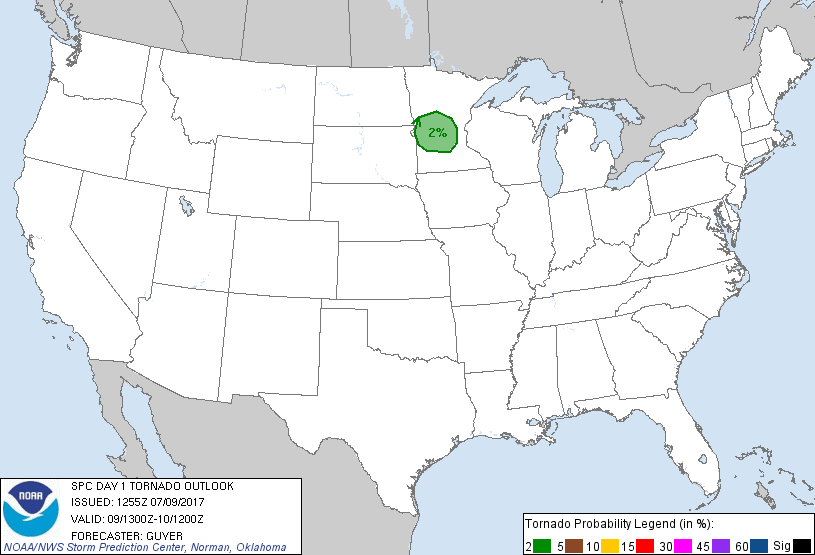 2%
NOAA
SPC DAY 1 TORNADO OUTLOOK
ISSUED: 1255Z 07/09/2017
VALID: 09/1300Z-10/1200Z
FORECASTER: GUYER
NOAA/NWS Storm Prediction Center, Norman, Oklahoma
Tornado Probability Legend (in %):
2 5 10 15 30 45 60 Sig